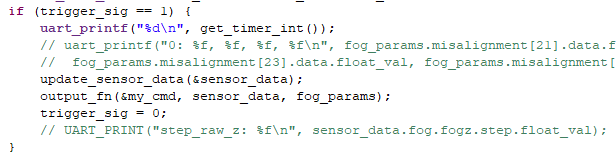 if (trigger_sig == 1) {
uart_printf("%d\n", get_timer_int());
// uart_printf("0: %f, %f, %f, %f\n", fog_params.misalignment[21].data.f
// fog_params.misalignment[23].data.float_val, fog_params.misalignment[
update_sensor_data(&sensor_data);
output_fn(&my_cmd, sensor_data, fog_params);
trigger_sig = 0;
// UART_PRINT("step_raw_z: %f\n", sensor_data.fog.fogz.step.float_val);
}